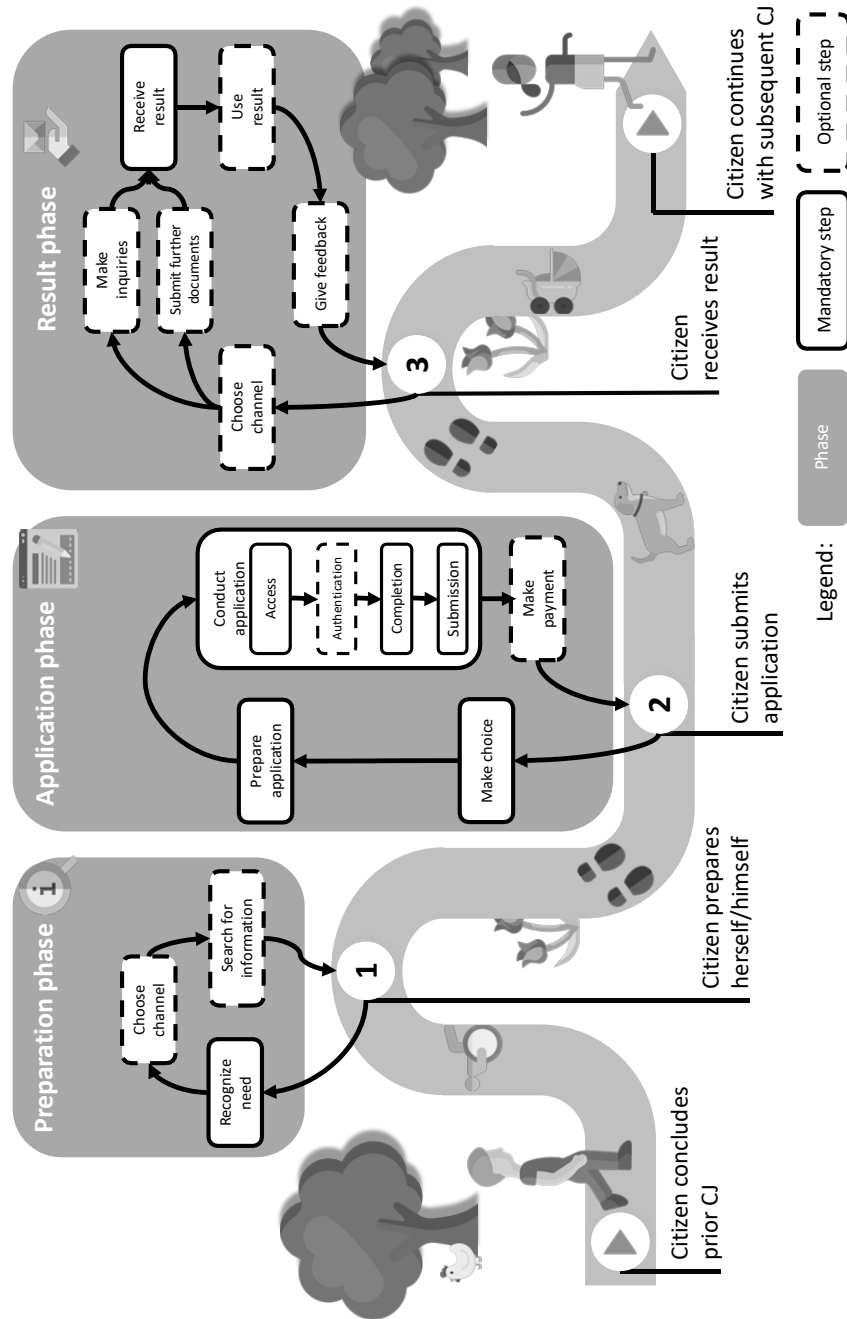 Preparation phase
i
Choose
channel
Recognize
need
Search for
information
1
Application phase
Prepare
application
Make choice
Conduct
application
Access
Authentication
Completion
Submission
Make
payment
2
Result phase
Choose
channel
Make
inquiries
Submit further
documents
Receive
result
Use
result
Give feedback
3
Citizen concludes
prior CJ
Citizen prepares
herself/himself
Citizen submits
application
Citizen
receives result
Citizen continues
with subsequent CJ
Legend:
Phase
Mandatory step
Optional step